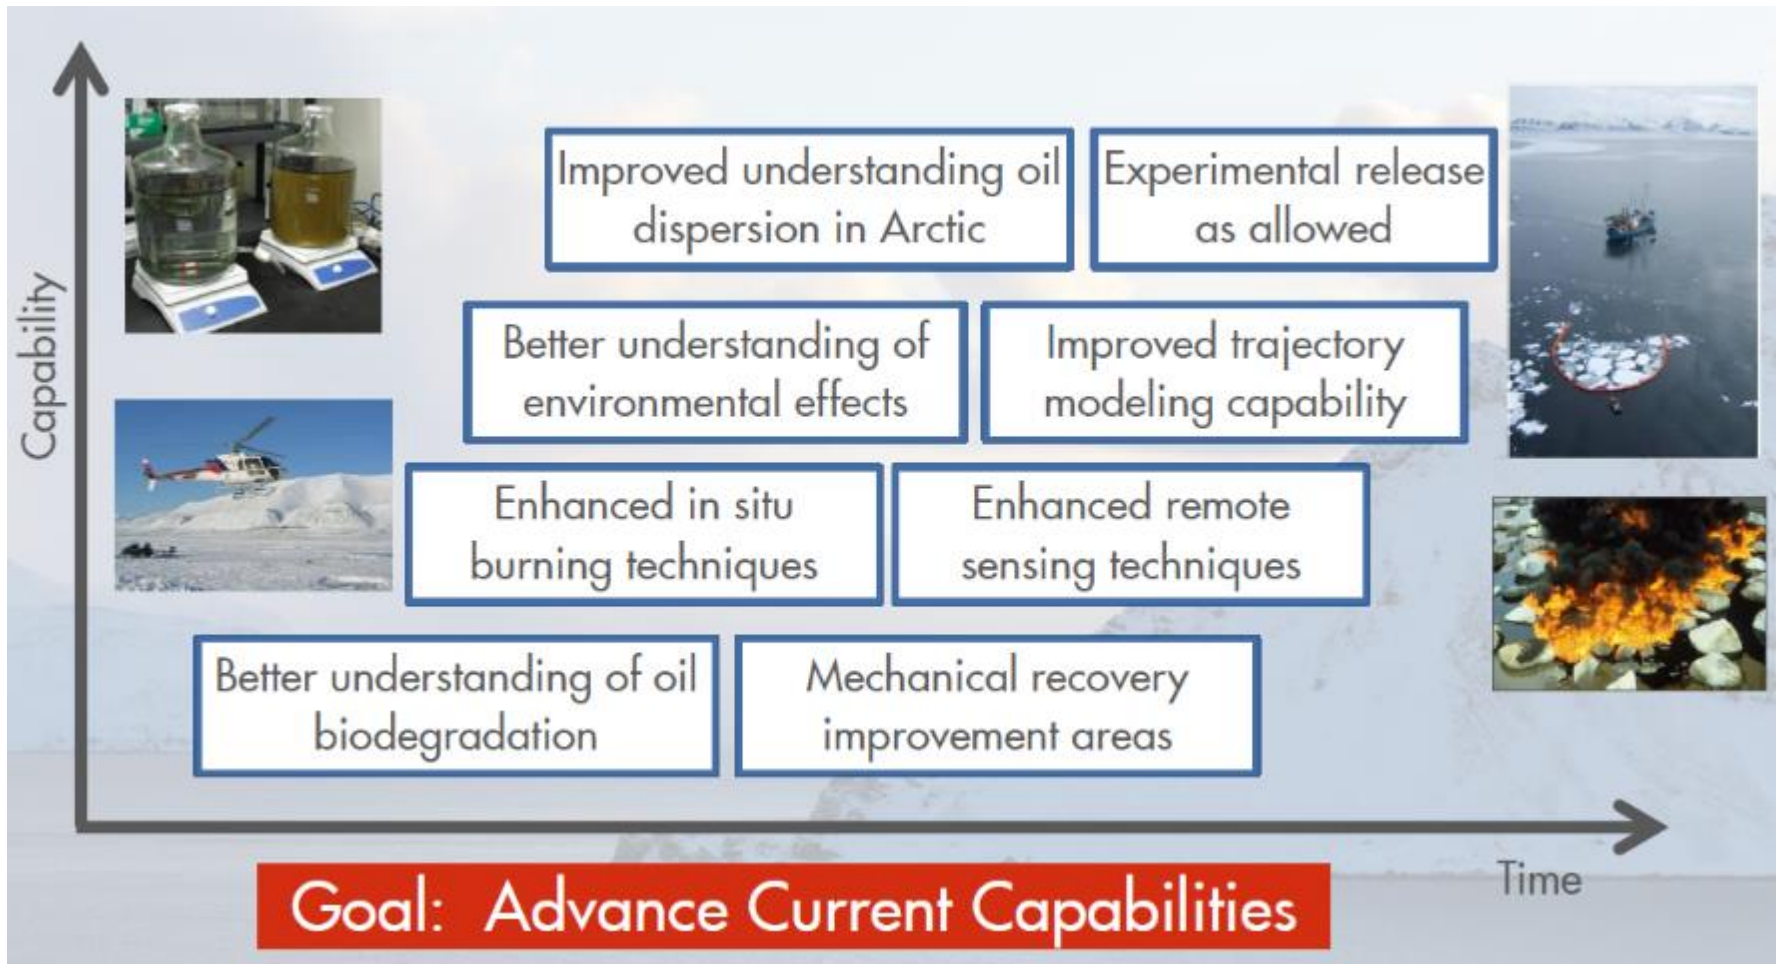 Improved understanding oil
dispersion in Arctic
Experimental release
as allowed
Better understanding of
environmental effects
Improved trajectory
modeling capability
Enhanced in situ
burning techniques
Enhanced remote
sensing techniques
Better understanding of oil
biodegradation
Mechanical recovery
improvement areas
Capability
Time
Goal: Advance Current Capabilities